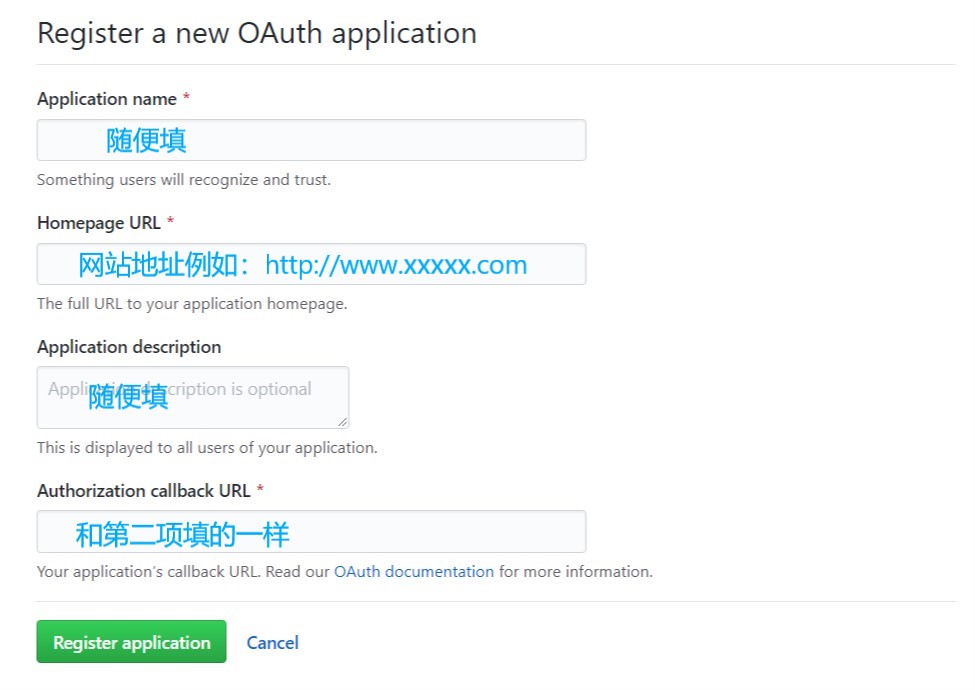 Register a new OAuth application
Application name *
随便填
Something users will recognize and trust.
Homepage URL *
网站地址例如：http://www.xxxxx.com
The full URL to your application homepage.
Application description
Application description is optional
随便填
This is displayed to all users of your application.
Authorization callback URL *
和第二项填的一样
Your application's callback URL. Read our OAuth documentation for more information.
Register application Cancel